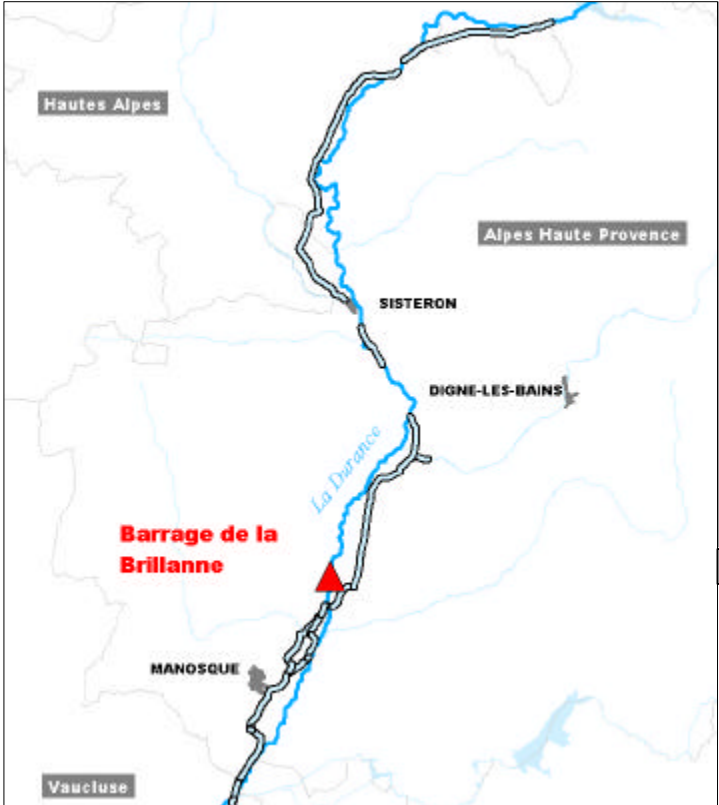 Hautes Alpes
Alpes Haute Provence
SISTERON
DIGNE-LES-BAINS
La Durance
Barrage de la
Brillanne
MANOSQUE
Vaucluse